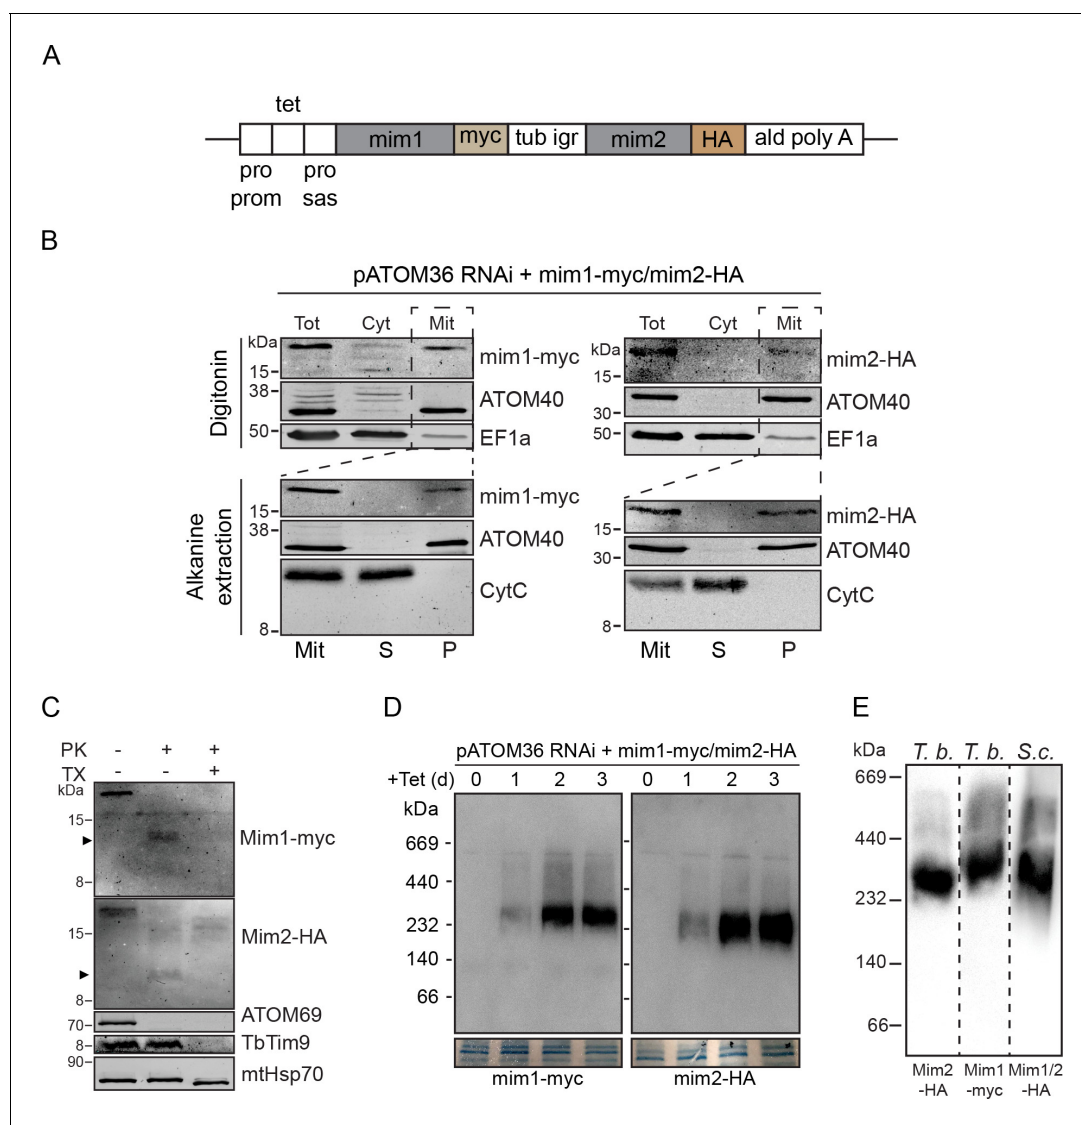 A
tet
mim1 myc tub igr mim2 HA ald poly A
pro prom
pro sas
B
pATOM36 RNAi + mim1-myc/mim2-HA
Digitonin
Tot Cyt Mit
kDa
mim1-myc
15
38
ATOM40
50
EF1a
Tot Cyt Mit
kDa
mim2-HA
15
ATOM40
30
50
EF1a
Alkanine extraction
mim1-myc
15
38
ATOM40
CytC
8
Mit S P
mim2-HA
15
ATOM40
30
CytC
8
Mit S P
C
PK - + +
TX - - +
kDa
15
Mim1-myc
8
15
Mim2-HA
8
ATOM69
70
8
TbTim9
90
mtHsp70
D
pATOM36 RNAi + mim1-myc/mim2-HA
+Tet (d) 0 1 2 3 0 1 2 3
kDa
669
440
232
140
66
mim1-myc mim2-HA
E
kDa T. b. T. b. S.c.
669
440
232
140
66
Mim2 Mim1 Mim1/2
-HA -myc -HA